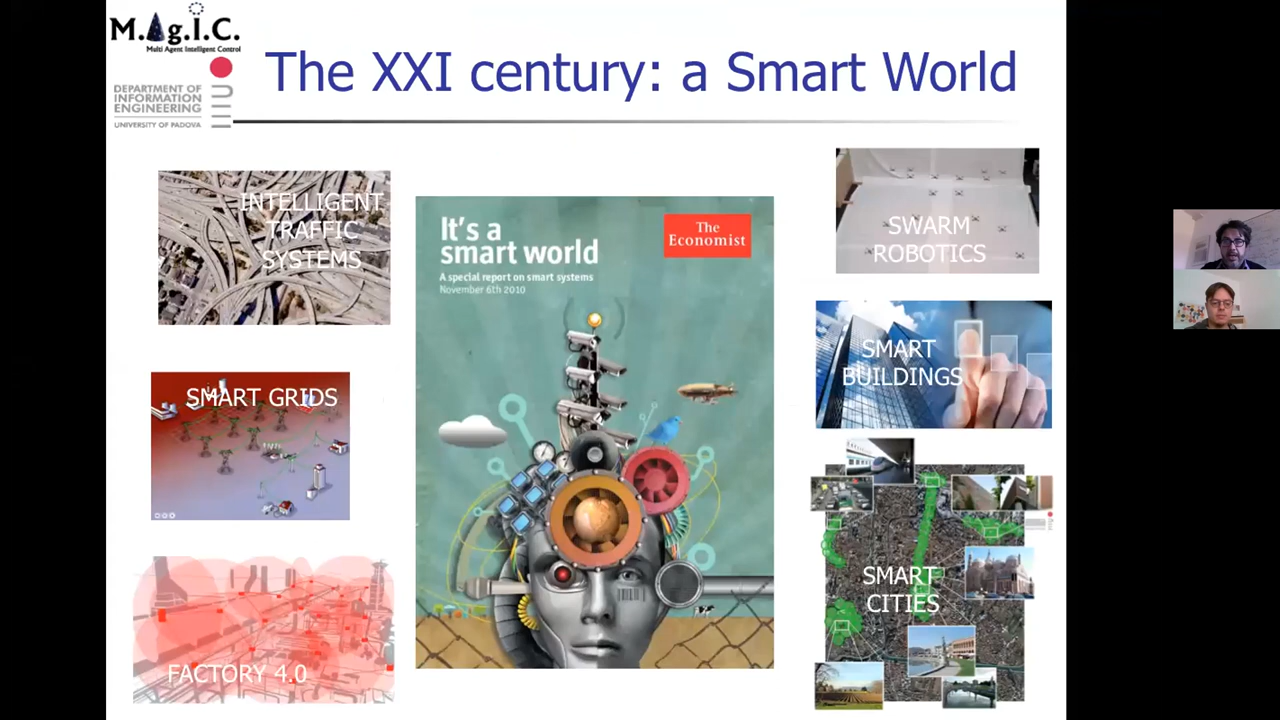 M.Ag.I.C.
Multi Agent Intelligent Control
DEPARTMENT OF
INFORMATION
ENGINEERING
UNIVERSITY OF PADOVA
The XXI century: a Smart World
INTELLIGENT
TRAFFIC
SYSTEMS
SMART GRIDS
FACTORY 4.0
It's a
smart world
A special report on smart systems
November 6th 2010
The
Economist
SWARM
ROBOTICS
SMART
BUILDINGS
SMART
CITIES